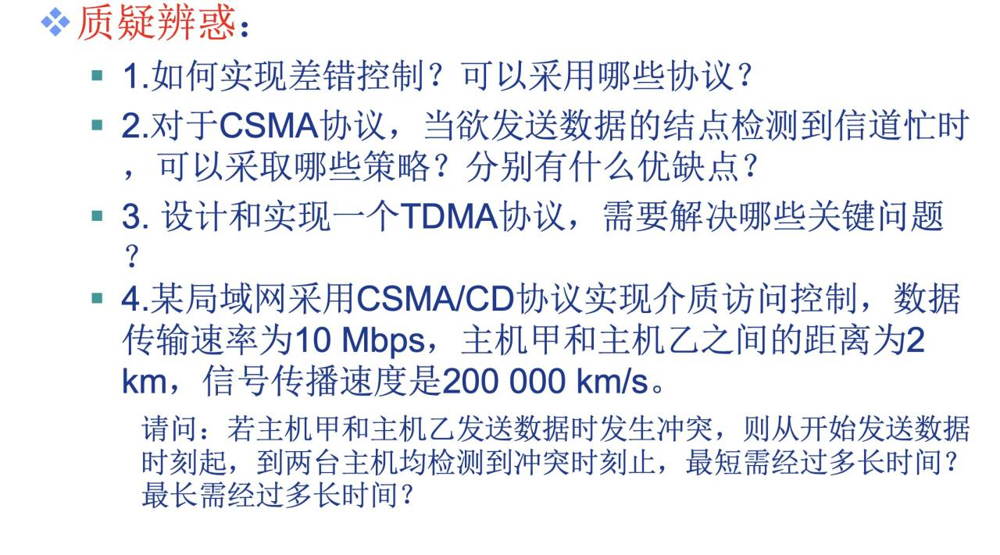 质疑辨惑：
1.如何实现差错控制？可以采用哪些协议？
2.对于CSMA协议，当欲发送数据的结点检测到信道忙时
，可以采取哪些策略？分别有什么优缺点？
3. 设计和实现一个TDMA协议，需要解决哪些关键问题
？
4.某局域网采用CSMA/CD协议实现介质访问控制，数据
传输速率为10 Mbps，主机甲和主机乙之间的距离为2
km，信号传播速度是200 000 km/s。
请问：若主机甲和主机乙发送数据时发生冲突，则从开始发送数据
时刻起，到两台主机均检测到冲突时刻止，最短需经过多长时间？
最长需经过多长时间？